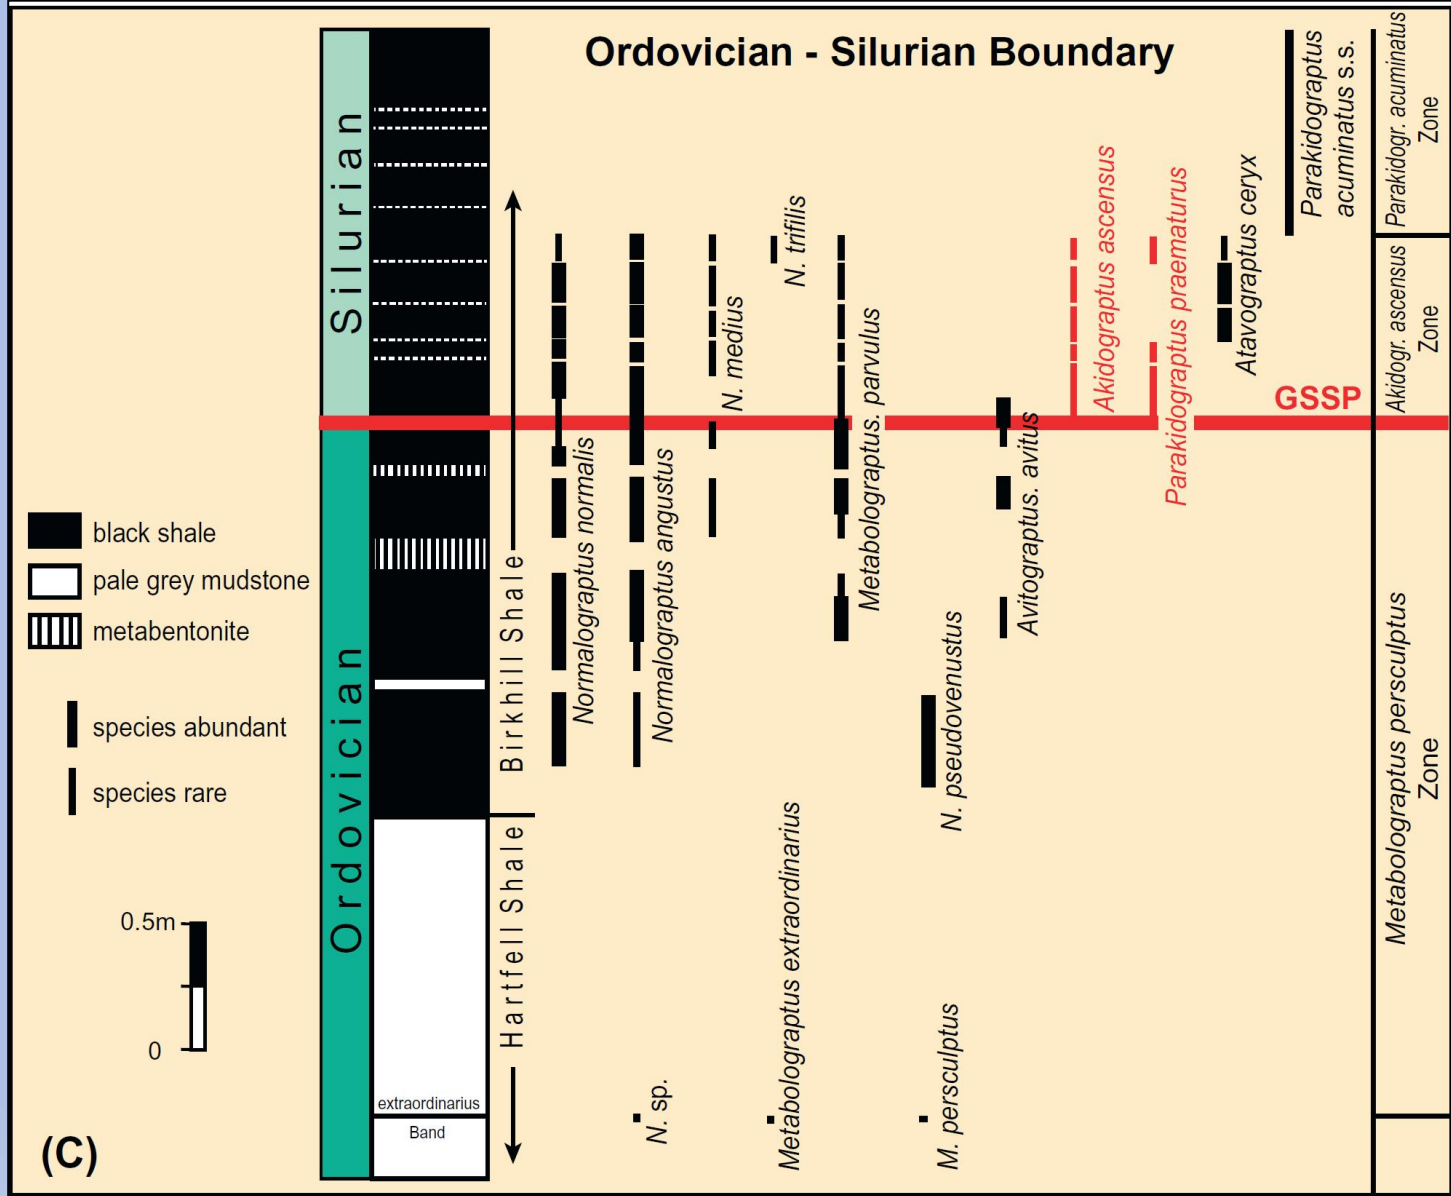 Ordovician - Silurian Boundary
Silurian
Ordovician
black shale
pale grey mudstone
metabentonite
species abundant
species rare
0.5m
0
(C)
extraordinarius
Band
Birkhill Shale
Hartfell Shale
Normalograptus normalis
Normalograptus angustus
N. medius
N. trifilis
Metabolograptus. parvulus
N. pseudovenustus
Avitograptus. avitus
Akidograptus ascensus
Parakidograptus praematurus
Atavograptus ceryx
Parakidograptus
acuminatus s.s.
GSSP
N. sp.
Metabolograptus extraordinarius
M. persculptus
Parakidogr. acuminatus
Zone
Akidogr. ascensus
Zone
Metabolograptus persculptus
Zone